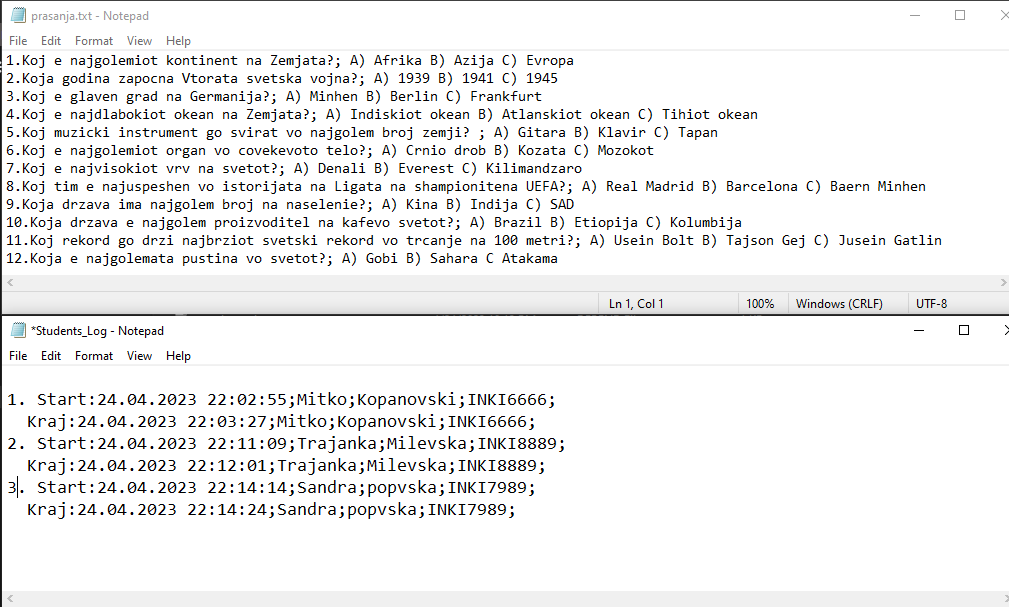 prasanja.txt - Notepad
File Edit Format View Help
1.Koj e najgolemiot kontinent na Zemjata?; A) Afrika B) Azija C) Evropa
2.Koja godina zapocna Vtorata svetska vojna?; A) 1939 B) 1941 C) 1945
3.Koj e glaven grad na Germanija?; A) Minhen B) Berlin C) Frankfurt
4.Koj e najdlabokiot okean na Zemjata?; A) Indiskiot okean B) Atlanskiot okean C) Tihiot okean
5.Koj muzicki instrument go svirat vo najgolem broj zemji? ; A) Gitara B) Klavir C) Tapan
6.Koj e najgolemiot organ vo covekevoto telo?; A) Crnio drob B) Kozata C) Mozokot
7.Koj e najvisokiot vrv na svetot?; A) Denali B) Everest C) Kilimandzaro
8.Koj tim e najuspeshen vo istorijata na Ligata na shampionitena UEFA?; A) Real Madrid B) Barcelona C) Baern Minhen
9.Koja drzava ima najgolem broj na naselenie?; A) Kina B) Indija C) SAD
10.Koja drzava e najgolem proizvoditel na kafevo svetot?; A) Brazil B) Etiopija C) Kolumbija
11.Koj rekord go drzi najbrziot svetski rekord vo trcanje na 100 metri?; A) Usein Bolt B) Tajson Gej C) Jusein Gatlin
12.Koja e najgolemata pustina vo svetot?; A) Gobi B) Sahara C Atakama
Ln 1, Col 1 100% Windows (CRLF) UTF-8
*Students_Log - Notepad
File Edit Format View Help
1. Start:24.04.2023 22:02:55;Mitko;Kopanovski;INKI6666;
Kraj:24.04.2023 22:03:27;Mitko;Kopanovski;INKI6666;
2. Start:24.04.2023 22:11:09;Trajanka;Milevska;INKI8889;
Kraj:24.04.2023 22:12:01;Trajanka;Milevska;INKI8889;
3. Start:24.04.2023 22:14:14;Sandra;popvska;INKI7989;
Kraj:24.04.2023 22:14:24;Sandra;popvska;INKI7989;